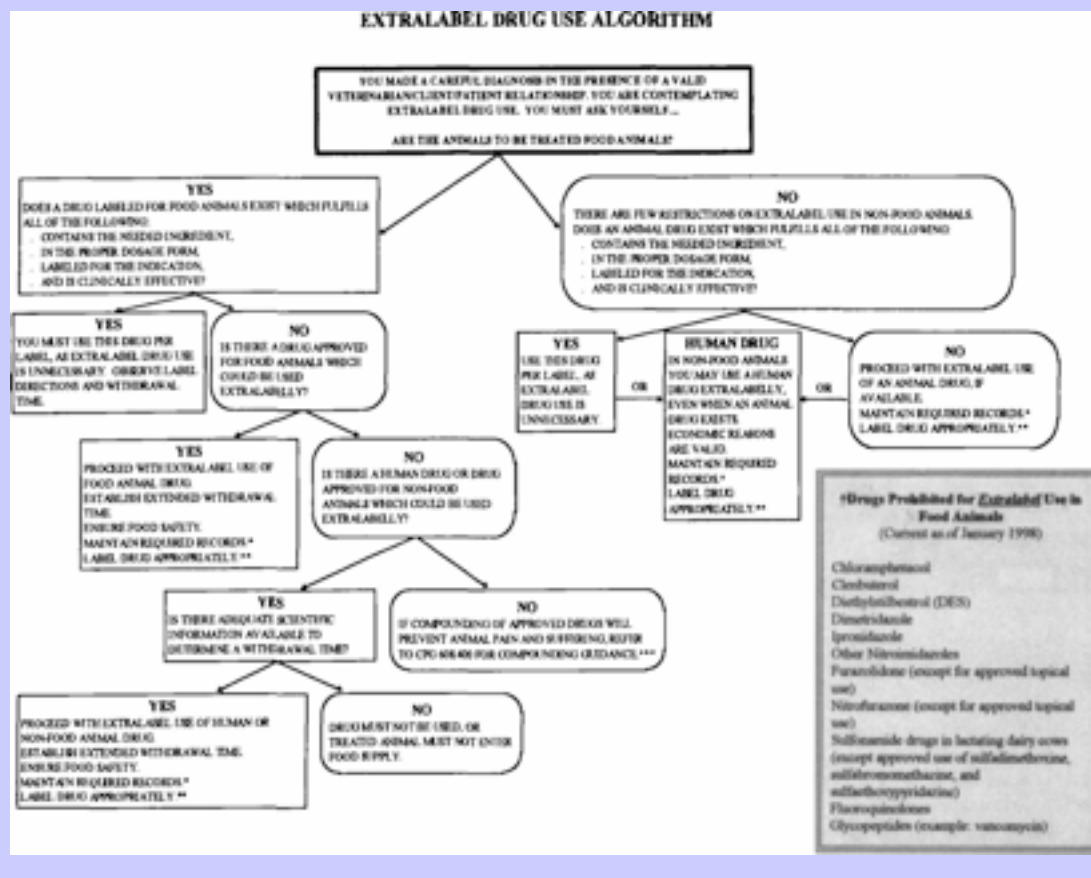 EXTRALABEL DRUG USE ALGORITHM
YOU MADE A CAREFUL DIAGNOSIS IN THE PRESENCE OF A VALID
VETERINARIAN/CLIENT/PATIENT RELATIONSHIP. YOU ARE CONTEMPLATING
EXTRALABEL DRUG USE. YOU MUST ASK YOURSELF...
ARE THE ANIMALS TO BE TREATED FOOD ANIMALS?
YES
DOES A DRUG LABELED FOR FOOD ANIMALS EXIST WHICH FULFILLS
ALL OF THE FOLLOWING:
. CONTAINS THE NEEDED INGREDIENT,
. IN THE PROPER DOSAGE FORM,
. LABELED FOR THE INDICATION,
. AND IS CLINICALLY EFFECTIVE?
NO
THERE ARE FEW RESTRICTIONS ON EXTRALABEL USE IN NON-FOOD ANIMALS.
DOES AN ANIMAL DRUG EXIST WHICH FULFILLS ALL OF THE FOLLOWING
. CONTAINS THE NEEDED INGREDIENT,
. IN THE PROPER DOSAGE FORM,
. LABELED FOR THE INDICATION,
. AND IS CLINICALLY EFFECTIVE?
YES
YOU MUST USE THIS DRUG PER
LABEL, AS EXTRALABEL DRUG USE
IS UNNECESSARY. OBSERVE LABEL
DIRECTIONS AND WITHDRAWAL
TIME.
NO
IS THERE A DRUG APPROVED
FOR FOOD ANIMALS WHICH
COULD BE USED
EXTRALABELLY?
YES
USE THIS DRUG
PER LABEL, AS
EXTRALABEL
DRUG USE IS
UNNECESSARY.
OR
HUMAN DRUG
IN NON-FOOD ANIMALS
YOU MAY USE A HUMAN
DRUG EXTRALABELLY,
EVEN WHEN AN ANIMAL
DRUG EXISTS.
ECONOMIC REASONS
ARE VALID.
MAINTAIN REQUIRED
RECORDS.*
LABEL DRUG
APPROPRIATELY.**
OR
NO
PROCEED WITH EXTRALABEL USE
OF AN ANIMAL DRUG, IF
AVAILABLE.
MAINTAIN REQUIRED RECORDS.*
LABEL DRUG APPROPRIATELY.**
YES
PROCEED WITH EXTRALABEL USE OF
FOOD ANIMAL DRUG.
ESTABLISH EXTENDED WITHDRAWAL
TIME.
ENSURE FOOD SAFETY.
MAINTAIN REQUIRED RECORDS.*
LABEL DRUG APPROPRIATELY.**
NO
IS THERE A HUMAN DRUG OR DRUG
APPROVED FOR NON-FOOD
ANIMALS WHICH COULD BE USED
EXTRALABELLY?
YES
IS THERE ADEQUATE SCIENTIFIC
INFORMATION AVAILABLE TO
DETERMINE A WITHDRAWAL TIME?
NO
IF COMPOUNDING OF APPROVED DRUGS WILL
PREVENT ANIMAL PAIN AND SUFFERING, REFER
TO CPG 608.400 FOR COMPOUNDING GUIDANCE.***
YES
PROCEED WITH EXTRALABEL USE OF HUMAN OR
NON-FOOD ANIMAL DRUG.
ESTABLISH EXTENDED WITHDRAWAL TIME.
ENSURE FOOD SAFETY.
MAINTAIN REQUIRED RECORDS.*
LABEL DRUG APPROPRIATELY.**
NO
DRUG MUST NOT BE USED, OR
TREATED ANIMAL MUST NOT ENTER
FOOD SUPPLY.
†Drugs Prohibited for Extralabel Use in
Food Animals
(Current as of January 1998)
Chloramphenicol
Clenbuterol
Diethylstilbestrol (DES)
Dimetridazole
Ipronidazole
Other Nitroimidazoles
Furazolidone (except for approved topical
use)
Nitrofurazone (except for approved topical
use)
Sulfonamide drugs in lactating dairy cows
(except approved use of sulfadimethoxine,
sulfabromomethazine, and
sulfaethoxypyridazine)
Fluoroquinolones
Glycopeptides (example: vancomycin)